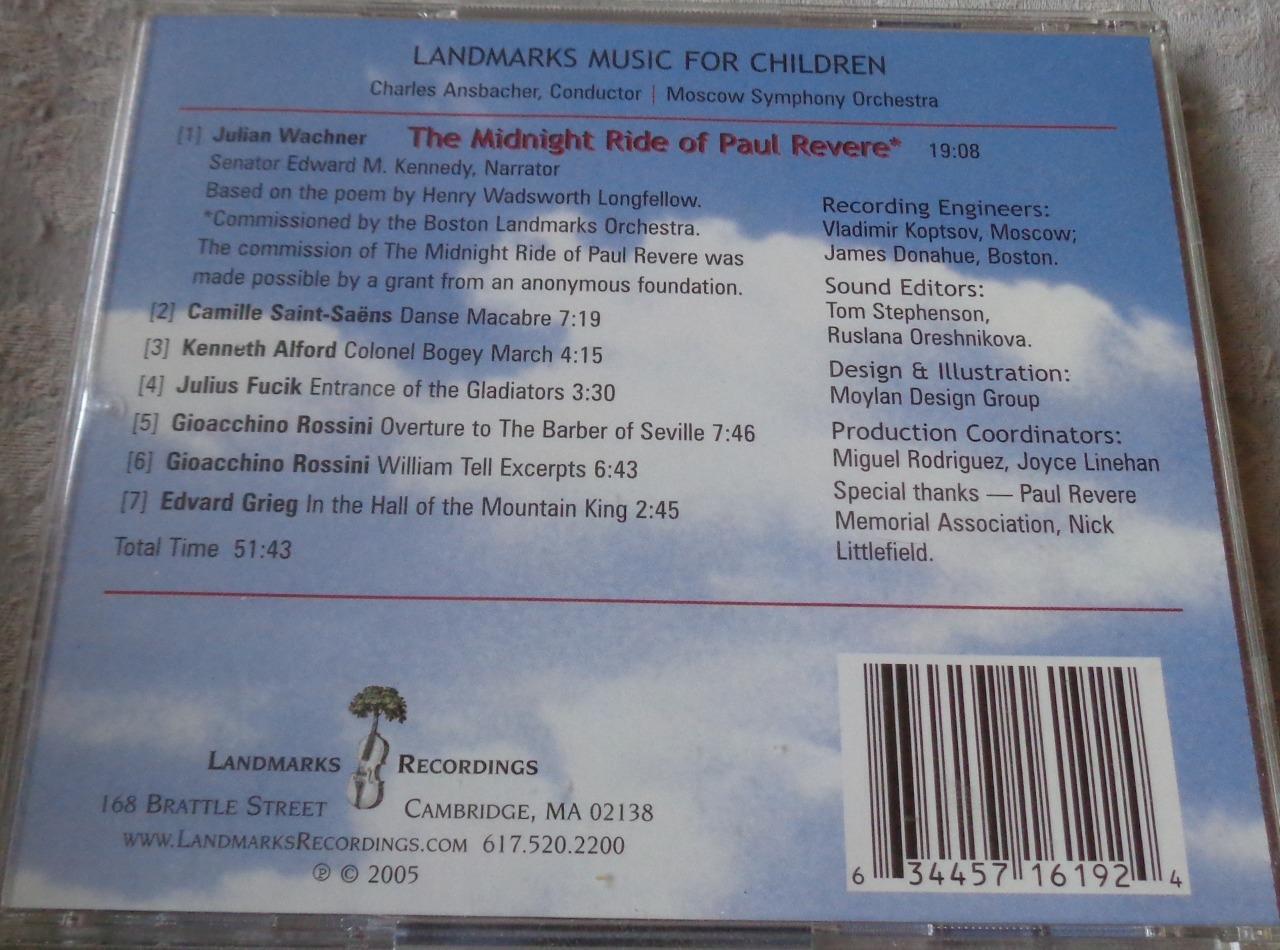 LANDMARKS MUSIC FOR CHILDREN
Charles Ansbacher, Conductor | Moscow Symphony Orchestra
[1] Julian Wachner The Midnight Ride of Paul Revere* 19:08
Senator Edward M. Kennedy, Narrator
Based on the poem by Henry Wadsworth Longfellow.
*Commissioned by the Boston Landmarks Orchestra.
The commission of The Midnight Ride of Paul Revere was
made possible by a grant from an anonymous foundation.
[2] Camille Saint-Saëns Danse Macabre 7:19
[3] Kenneth Alford Colonel Bogey March 4:15
[4] Julius Fucik Entrance of the Gladiators 3:30
[5] Gioacchino Rossini Overture to The Barber of Seville 7:46
[6] Gioacchino Rossini William Tell Excerpts 6:43
[7] Edvard Grieg In the Hall of the Mountain King 2:45
Total Time 51:43
Recording Engineers:
Vladimir Koptsov, Moscow;
James Donahue, Boston.
Sound Editors:
Tom Stephenson,
Ruslana Oreshnikova.
Design & Illustration:
Moylan Design Group
Production Coordinators:
Miguel Rodriguez, Joyce Linehan
Special thanks — Paul Revere
Memorial Association, Nick
Littlefield.
LANDMARKS RECORDINGS
168 BRATTLE STREET CAMBRIDGE, MA 02138
WWW.LANDMARKSRECORDINGS.COM 617.520.2200
℗ © 2005
6 34457 16192 4